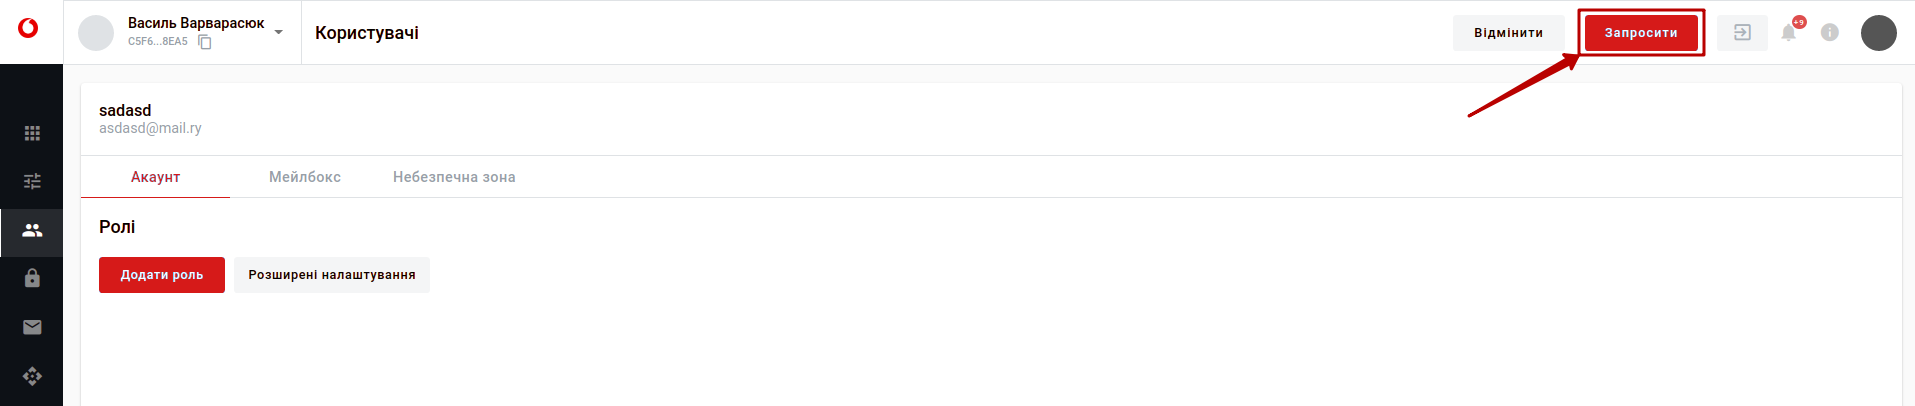 Василь Варварасюк
C5F6...8EA5
Користувачі
Відмінити
Запросити
+9
sadasd
asdasd@mail.ry
Акаунт
Мейлбокс
Небезпечна зона
Ролі
Додати роль
Розширені налаштування